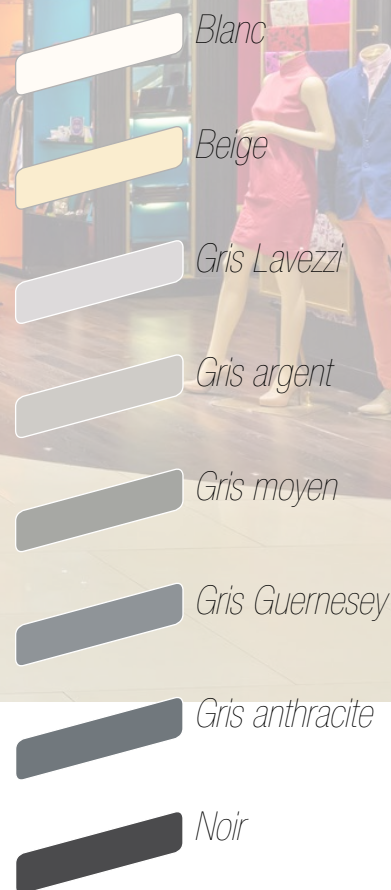 Blanc
Beige
Gris Lavezzi
Gris argent
Gris moyen
Gris Guernesey
Gris anthracite
Noir